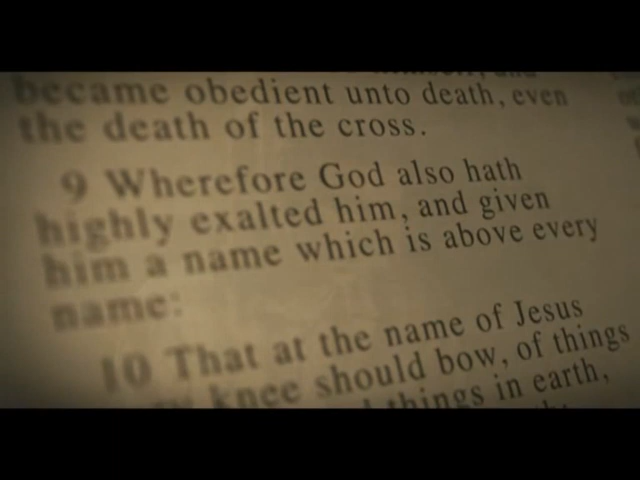 himself, and
became obedient unto death, even
the death of the cross.
9 Wherefore God also hath
highly exalted him, and given
him a name which is above every
name:
10 That at the name of Jesus
knee should bow, of things
things in earth,